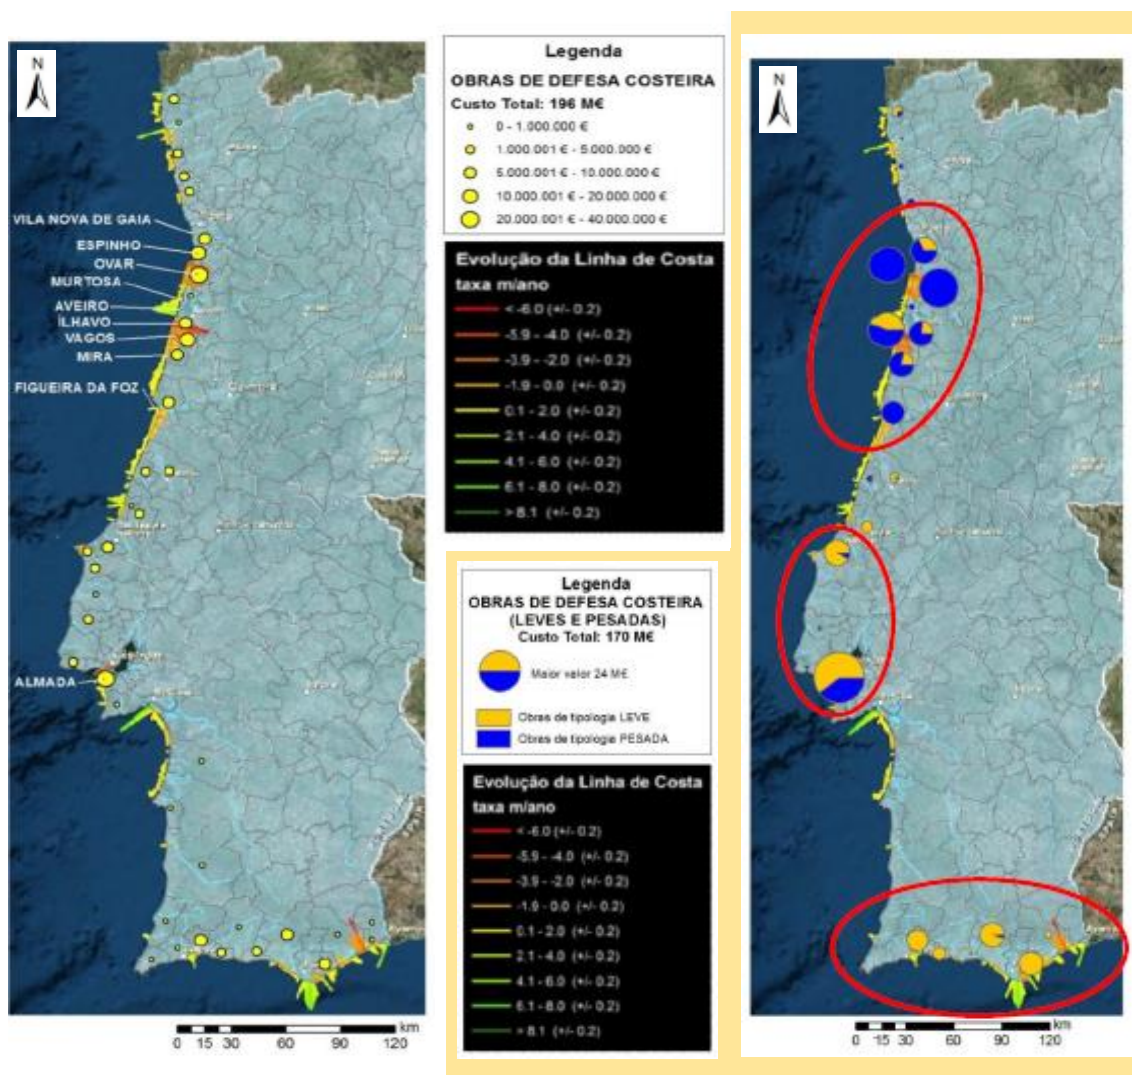 N
VILA NOVA DE GAIA
ESPINHO
OVAR
MURTOSA
AVEIRO
ÍLHAVO
VAGOS
MIRA
FIGUEIRA DA FOZ
ALMADA
km
0 15 30 60 90 120
Legenda
OBRAS DE DEFESA COSTEIRA
Custo Total: 196 M€
0 - 1.000.000 €
1.000.001 € - 5.000.000 €
5.000.001 € - 10.000.000 €
10.000.001 € - 20.000.000 €
20.000.001 € - 40.000.000 €
Evolução da Linha de Costa
taxa m/ano
< -6.0 (+/- 0.2)
-5.9 - -4.0 (+/- 0.2)
-3.9 - -2.0 (+/- 0.2)
-1.9 - 0.0 (+/- 0.2)
0.1 - 2.0 (+/- 0.2)
2.1 - 4.0 (+/- 0.2)
4.1 - 6.0 (+/- 0.2)
6.1 - 8.0 (+/- 0.2)
> 8.1 (+/- 0.2)
Legenda
OBRAS DE DEFESA COSTEIRA
(LEVES E PESADAS)
Custo Total: 170 M€
Maior valor 24 M€
Obras de tipologia LEVE
Obras de tipologia PESADA
Evolução da Linha de Costa
taxa m/ano
< -6.0 (+/- 0.2)
-5.9 - -4.0 (+/- 0.2)
-3.9 - -2.0 (+/- 0.2)
-1.9 - 0.0 (+/- 0.2)
0.1 - 2.0 (+/- 0.2)
2.1 - 4.0 (+/- 0.2)
4.1 - 6.0 (+/- 0.2)
6.1 - 8.0 (+/- 0.2)
> 8.1 (+/- 0.2)
N
km
0 15 30 60 90 120